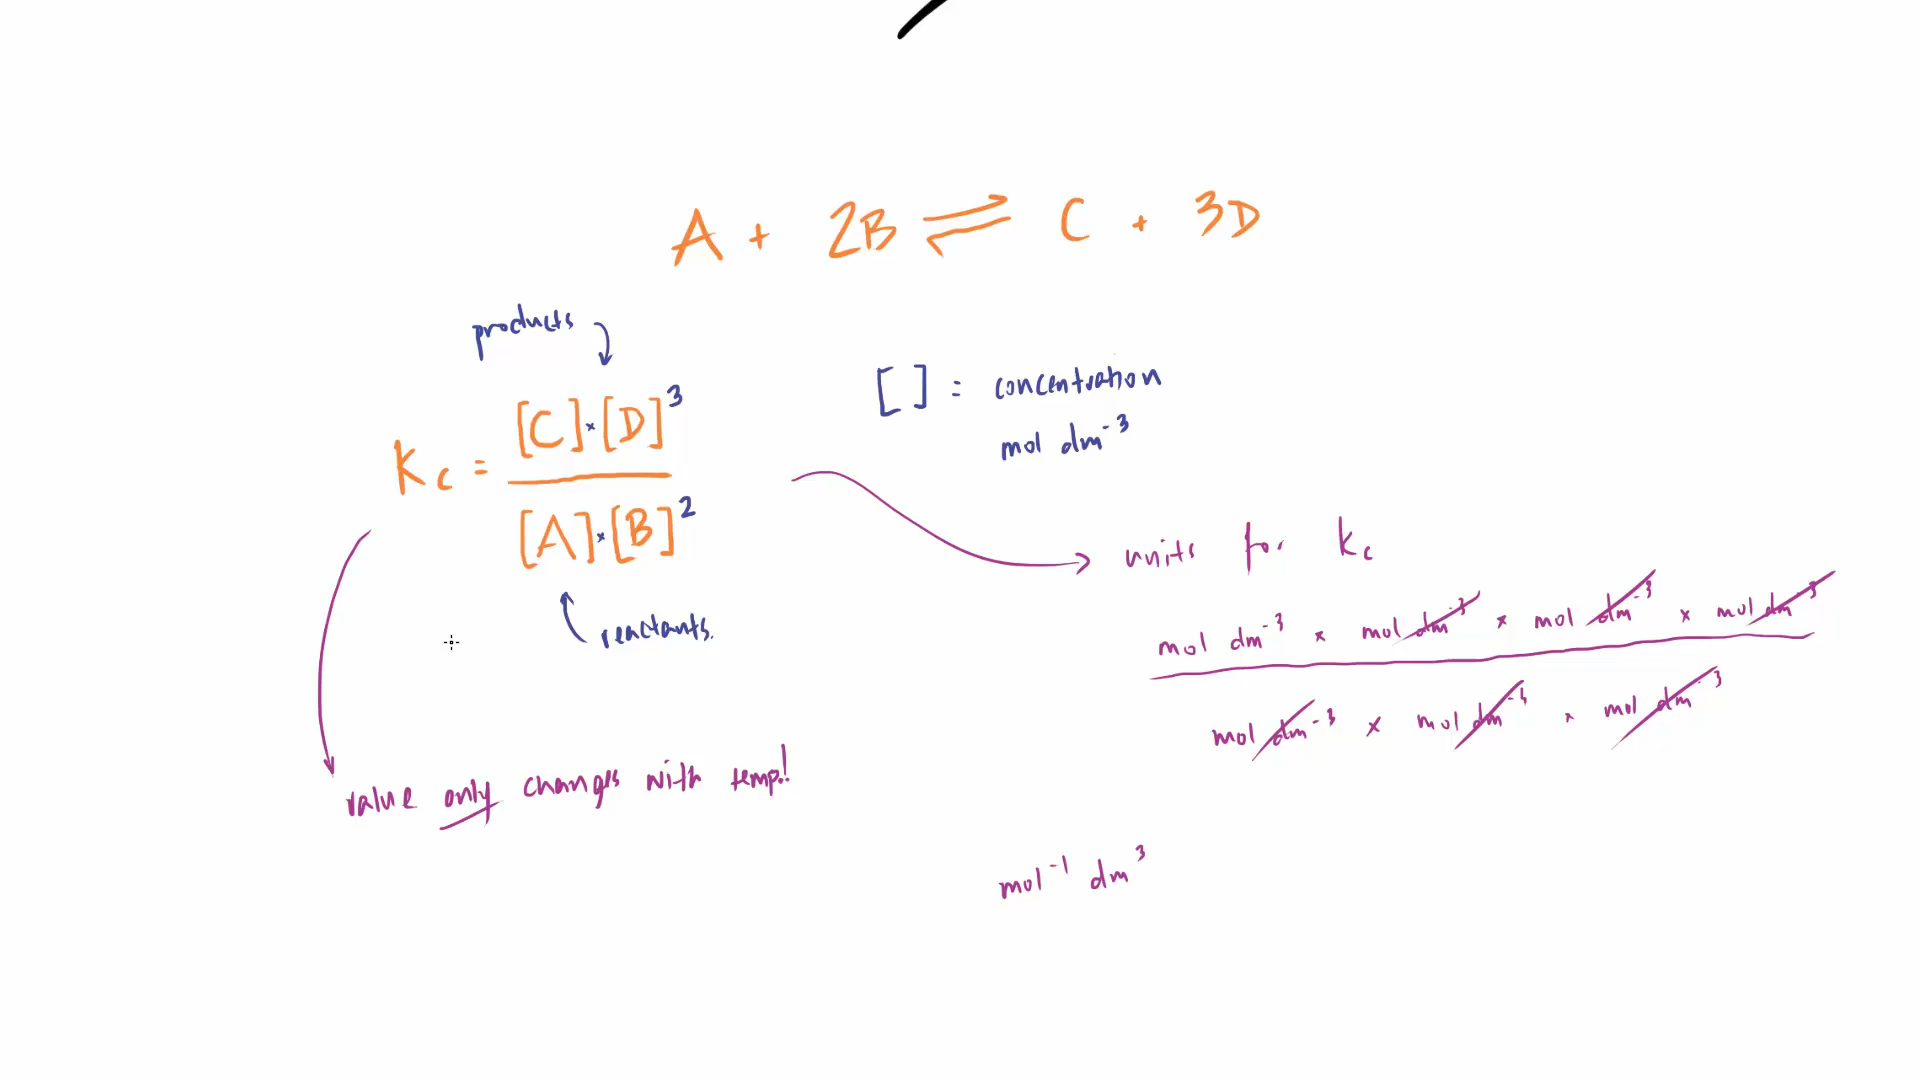 A + 2B ⇌ C + 3D
products
Kc = [C]×[D]³ / [A]×[B]²
reactants.
[ ] = concentration
mol dm⁻³
units for Kc
mol dm⁻³ × mol dm⁻³ × mol dm⁻³ × mol dm⁻³
mol dm⁻³ × mol dm⁻³ × mol dm⁻³
value only changes with temp!
mol⁻¹ dm³